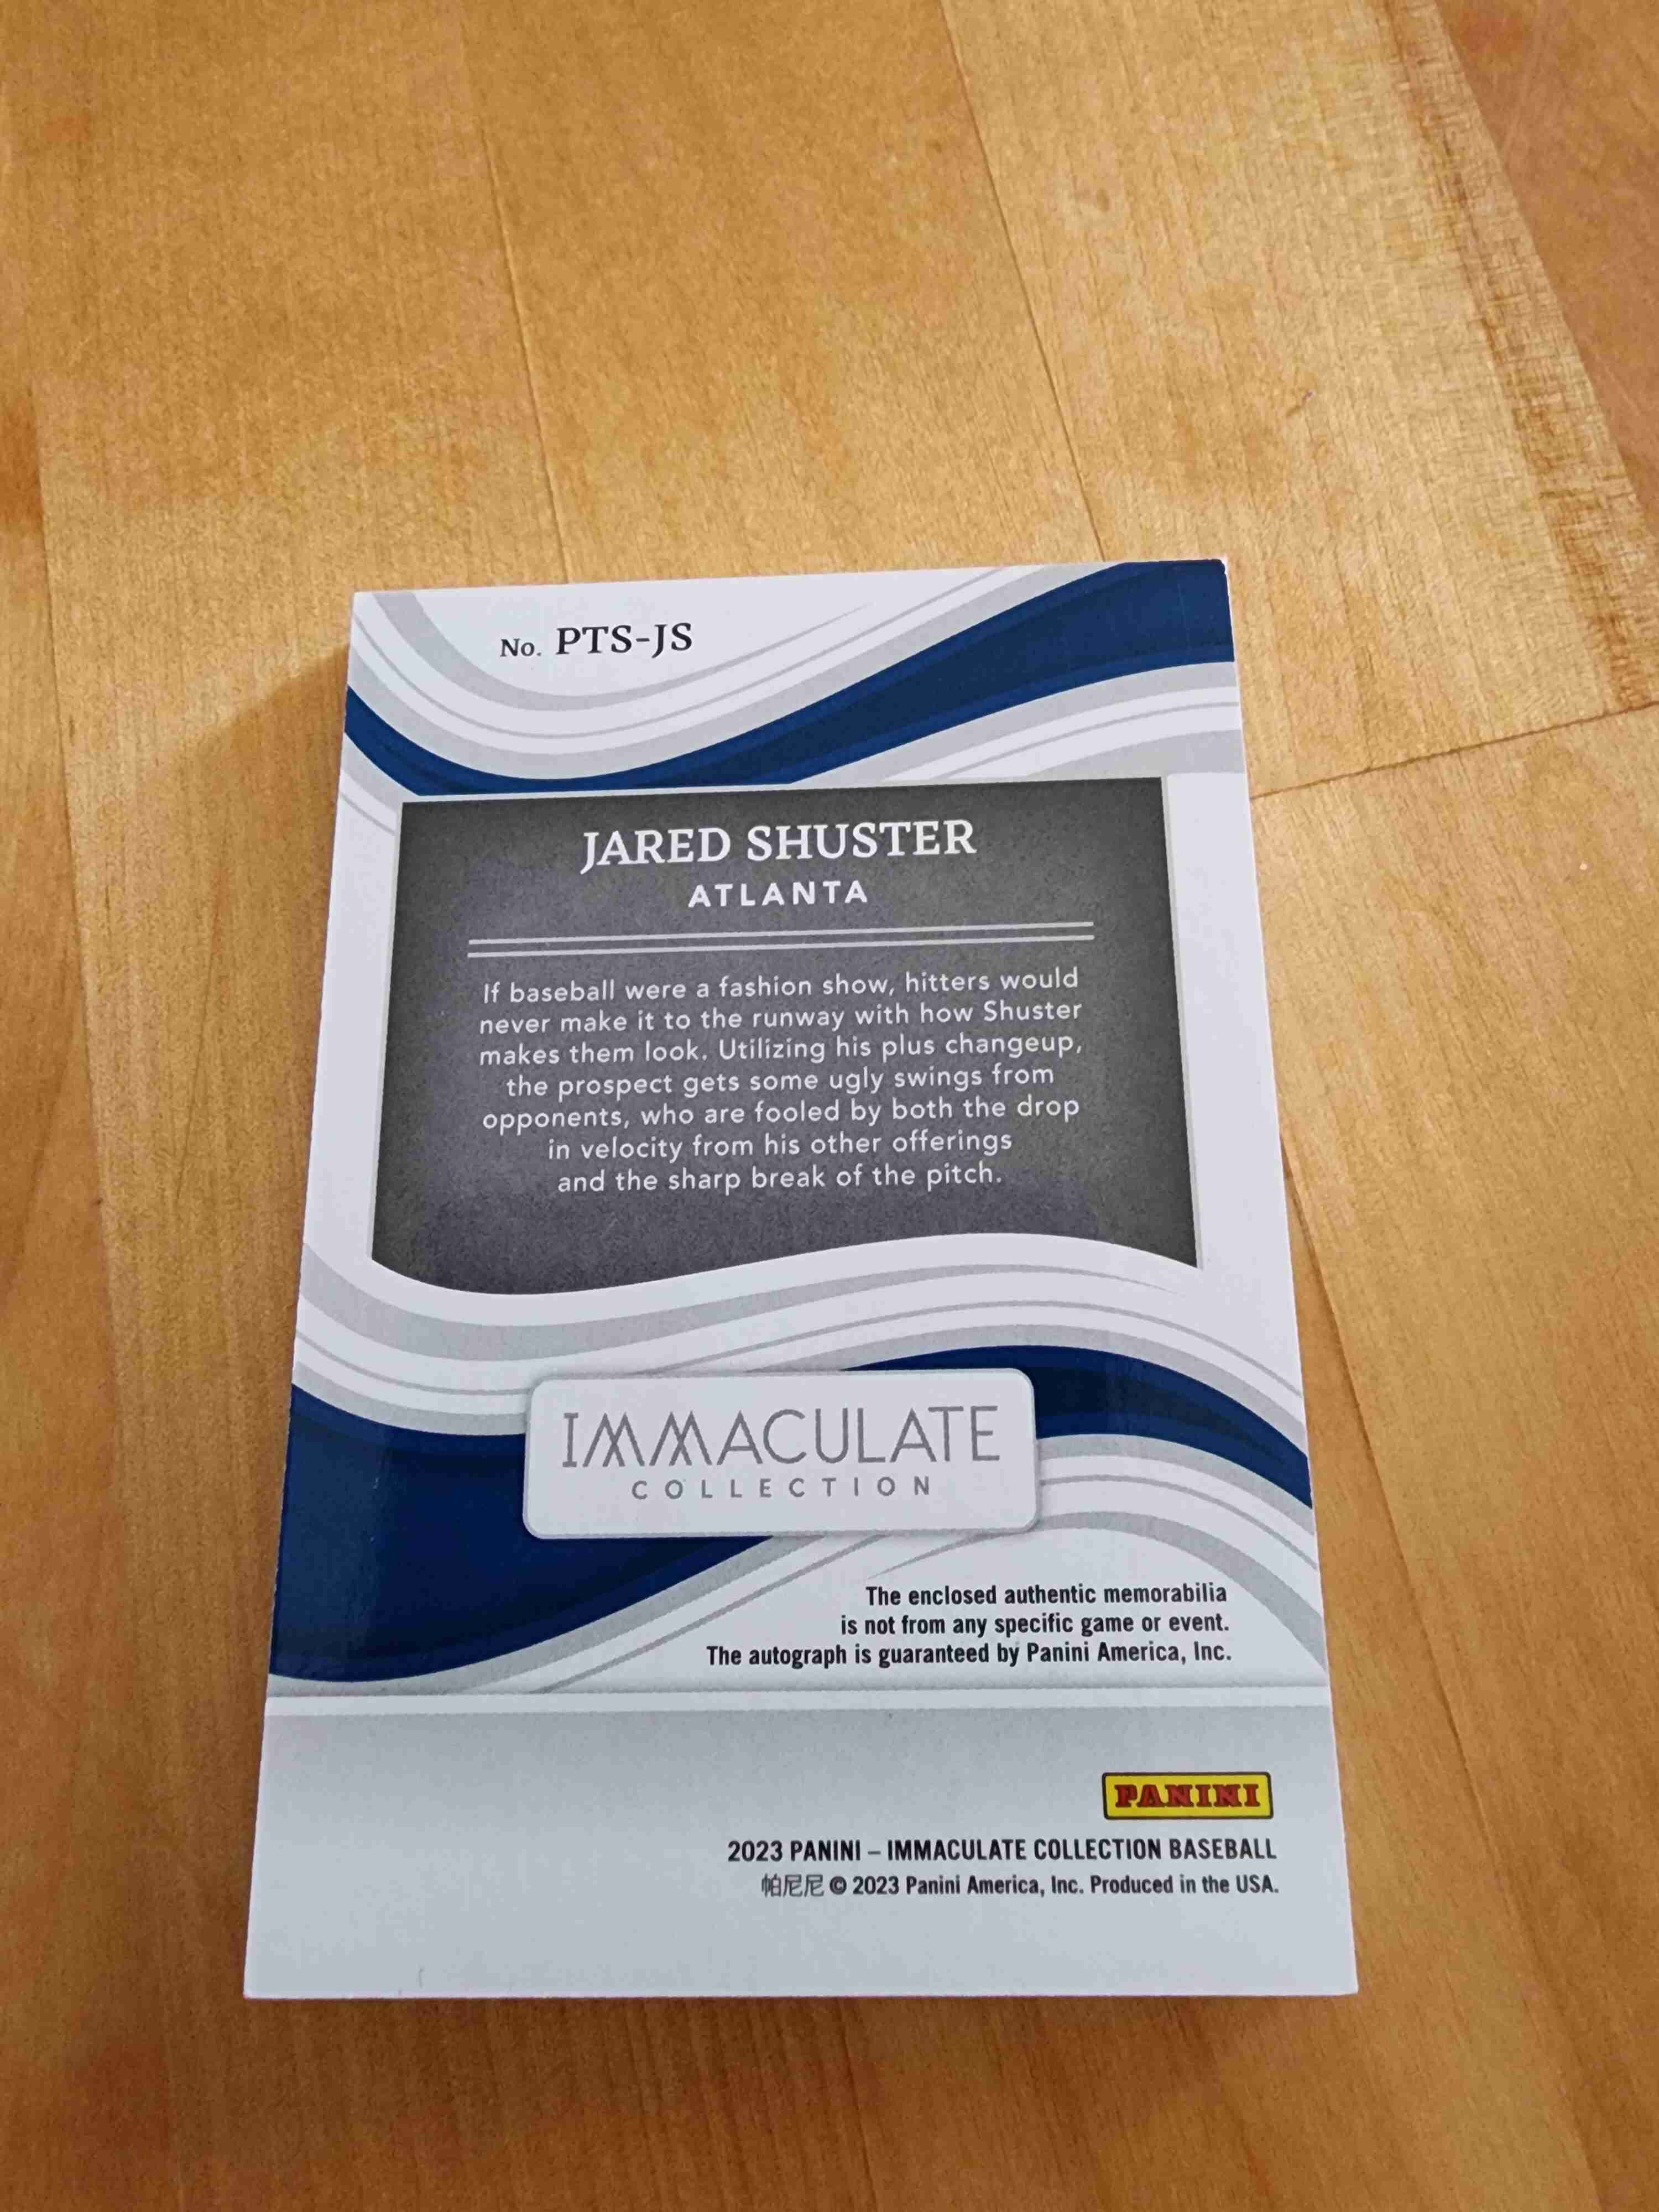 No. PTS-JS
JARED SHUSTER
ATLANTA
If baseball were a fashion show, hitters would
never make it to the runway with how Shuster
makes them look. Utilizing his plus changeup,
the prospect gets some ugly swings from
opponents, who are fooled by both the drop
in velocity from his other offerings
and the sharp break of the pitch.
IMMACULATE
COLLECTION
The enclosed authentic memorabilia
is not from any specific game or event.
The autograph is guaranteed by Panini America, Inc.
PANINI
2023 PANINI – IMMACULATE COLLECTION BASEBALL
帕尼尼 © 2023 Panini America, Inc. Produced in the USA.